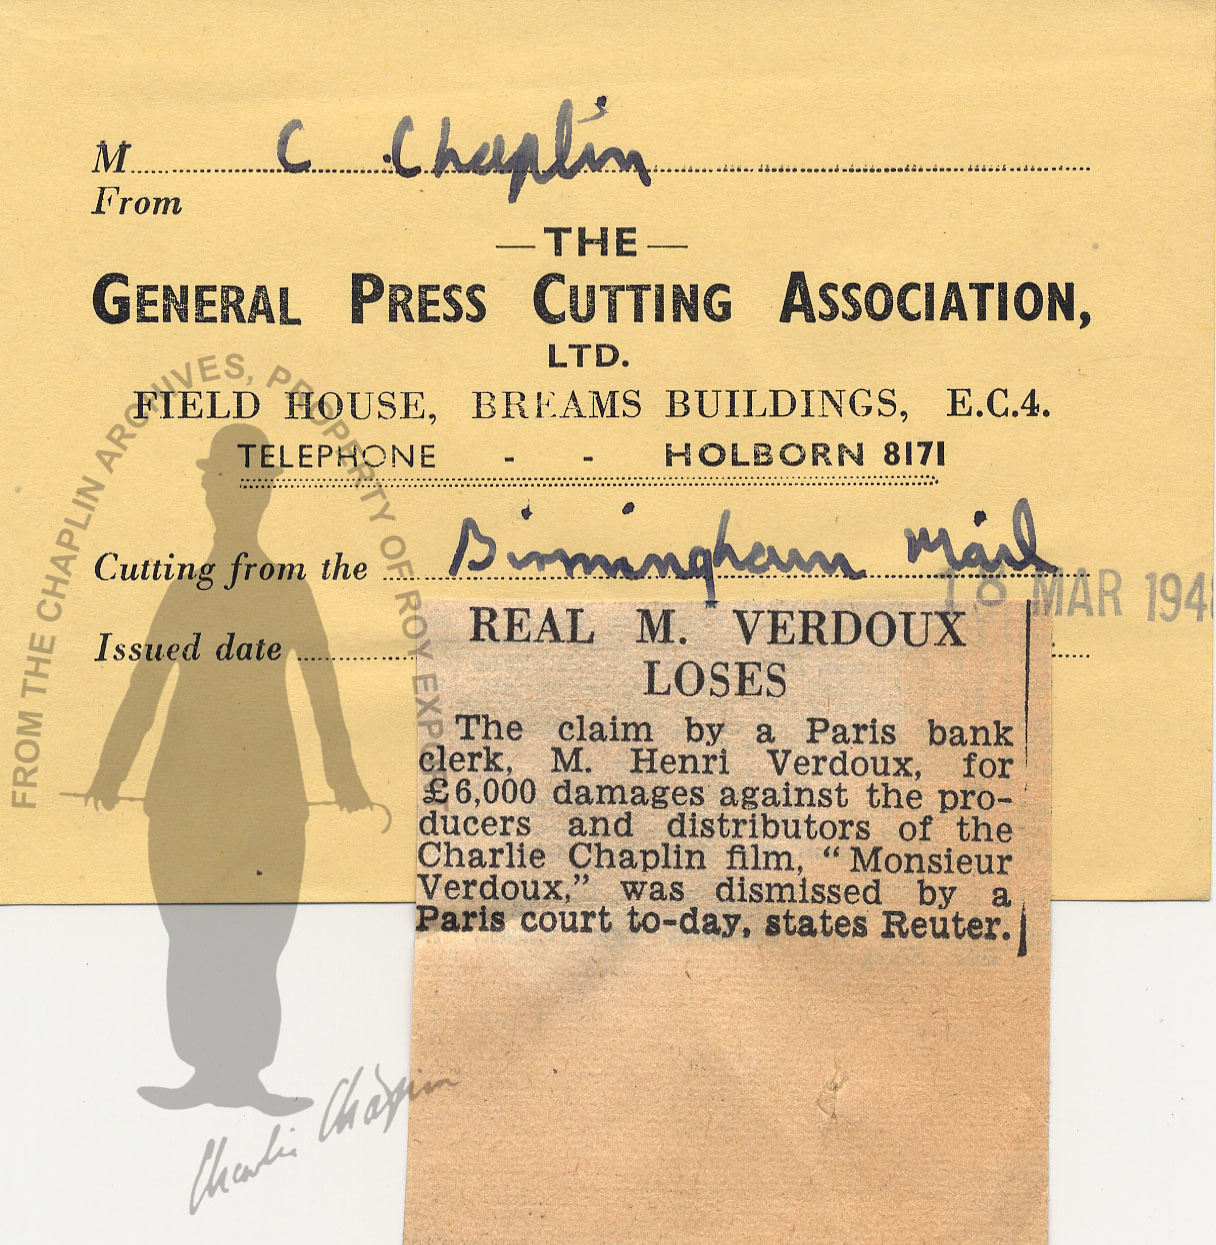 M C Chaplin
From
—THE—
GENERAL PRESS CUTTING ASSOCIATION,
LTD.
FIELD HOUSE, BREAMS BUILDINGS, E.C.4.
TELEPHONE - - HOLBORN 8171
Cutting from the Birmingham Mail
18 MAR 194
Issued date
REAL M. VERDOUX
LOSES
The claim by a Paris bank
clerk, M. Henri Verdoux, for
£6,000 damages against the pro-
ducers and distributors of the
Charlie Chaplin film, “Monsieur
Verdoux,” was dismissed by a
Paris court to-day, states Reuter.
FROM THE CHAPLIN ARCHIVES, PROPERTY OF ROY EXPORT
Charlie Chaplin